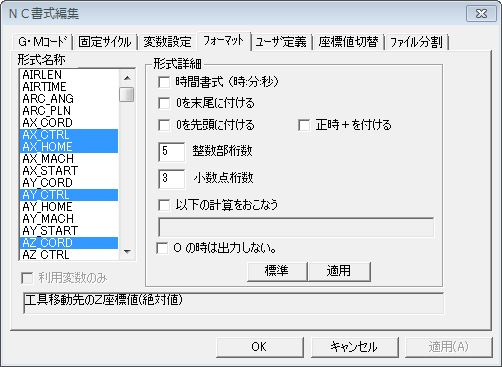 ＮＣ書式編集
G・Mコード
固定サイクル
変数設定
フォーマット
ユーザ定義
座標値切替
ファイル分割
形式名称
AIRLEN
AIRTIME
ARC_ANG
ARC_PLN
AX_CORD
AX_CTRL
AX_HOME
AX_MACH
AX_START
AY_CORD
AY_CTRL
AY_HOME
AY_MACH
AY_START
AZ_CORD
AZ_CTRL
利用変数のみ
形式詳細
時間書式（時:分:秒）
0を末尾に付ける
0を先頭に付ける
正時＋を付ける
5 整数部桁数
3 小数点桁数
以下の計算をおこなう
０の時は出力しない。
標準
適用
工具移動先のZ座標値(絶対値)
OK
キャンセル
適用(A)